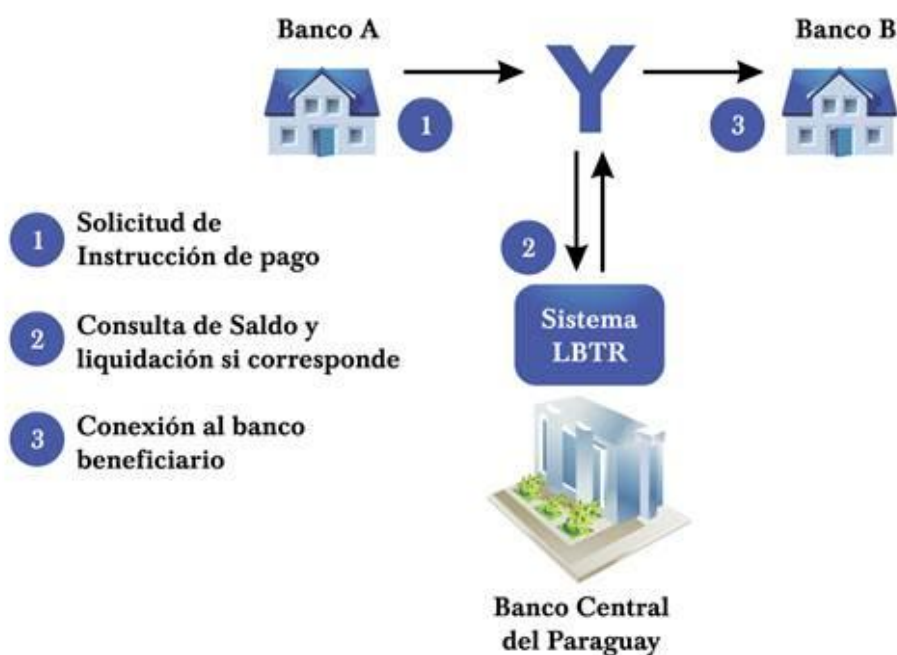 Banco A
Banco B
Y
1
3
1
Solicitud de
Instrucción de pago
2
2
Consulta de Saldo y
liquidación si corresponde
Sistema
LBTR
3
Conexión al banco
beneficiario
Banco Central
del Paraguay